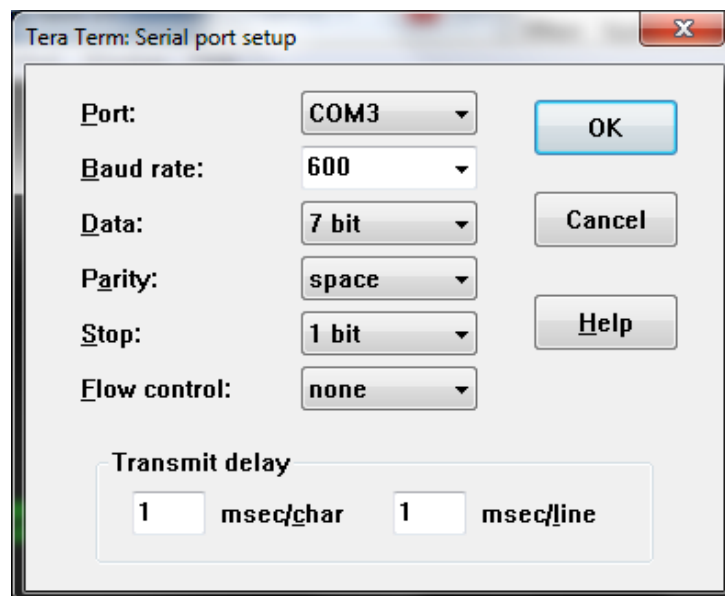 Tera Term: Serial port setup
Port: COM3 OK
Baud rate: 600
Data: 7 bit Cancel
Parity: space
Stop: 1 bit Help
Flow control: none
Transmit delay
1 msec/char 1 msec/line